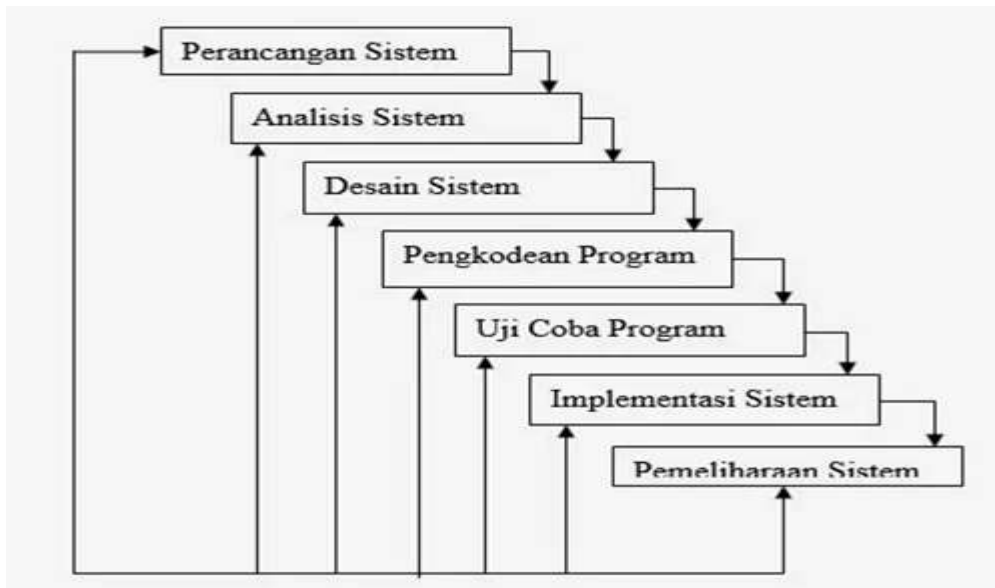 Perancangan Sistem
Analisis Sistem
Desain Sistem
Pengkodean Program
Uji Coba Program
Implementasi Sistem
Pemeliharaan Sistem